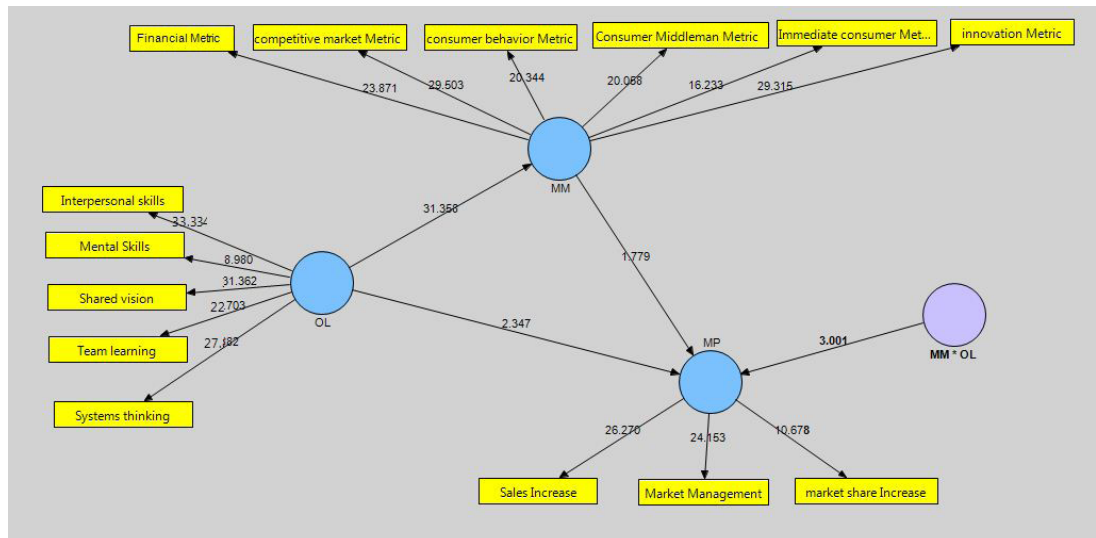 Financial Metric
competitive market Metric
consumer behavior Metric
Consumer Middleman Metric
Immediate consumer Met...
innovation Metric
23.871
29.503
20.344
20.058
16.233
29.315
MM
Interpersonal skills
33.334
31.358
Mental Skills
8.980
1.779
Shared vision
31.362
22.703
OL
2.347
Team learning
27.882
MP
3.001
MM * OL
Systems thinking
26.270
24.153
10.678
Sales Increase
Market Management
market share Increase